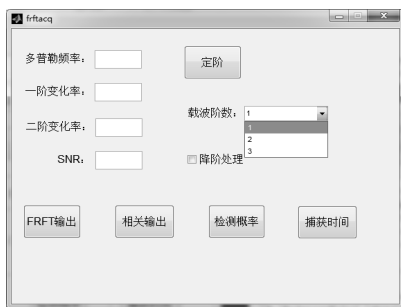 frftacq
多普勒频率：
定阶
一阶变化率：
载波阶数：
1
1
2
3
二阶变化率：
SNR：
降阶处理
FRFT输出
相关输出
检测概率
捕获时间